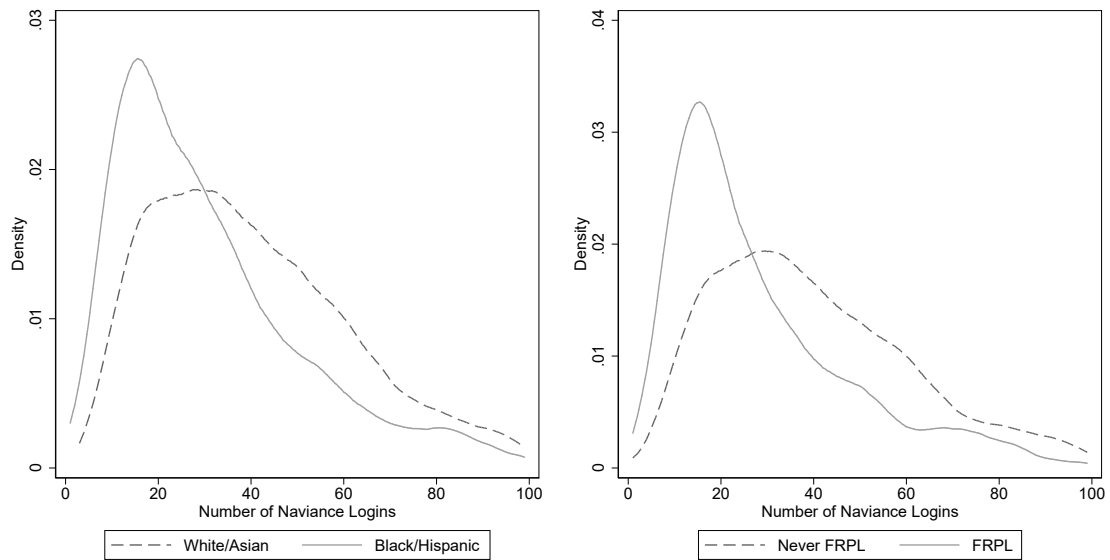 .03
.02
.01
0
Density
0 20 40 60 80 100
Number of Naviance Logins
White/Asian Black/Hispanic
.04
.03
.02
.01
0
Density
0 20 40 60 80 100
Number of Naviance Logins
Never FRPL FRPL